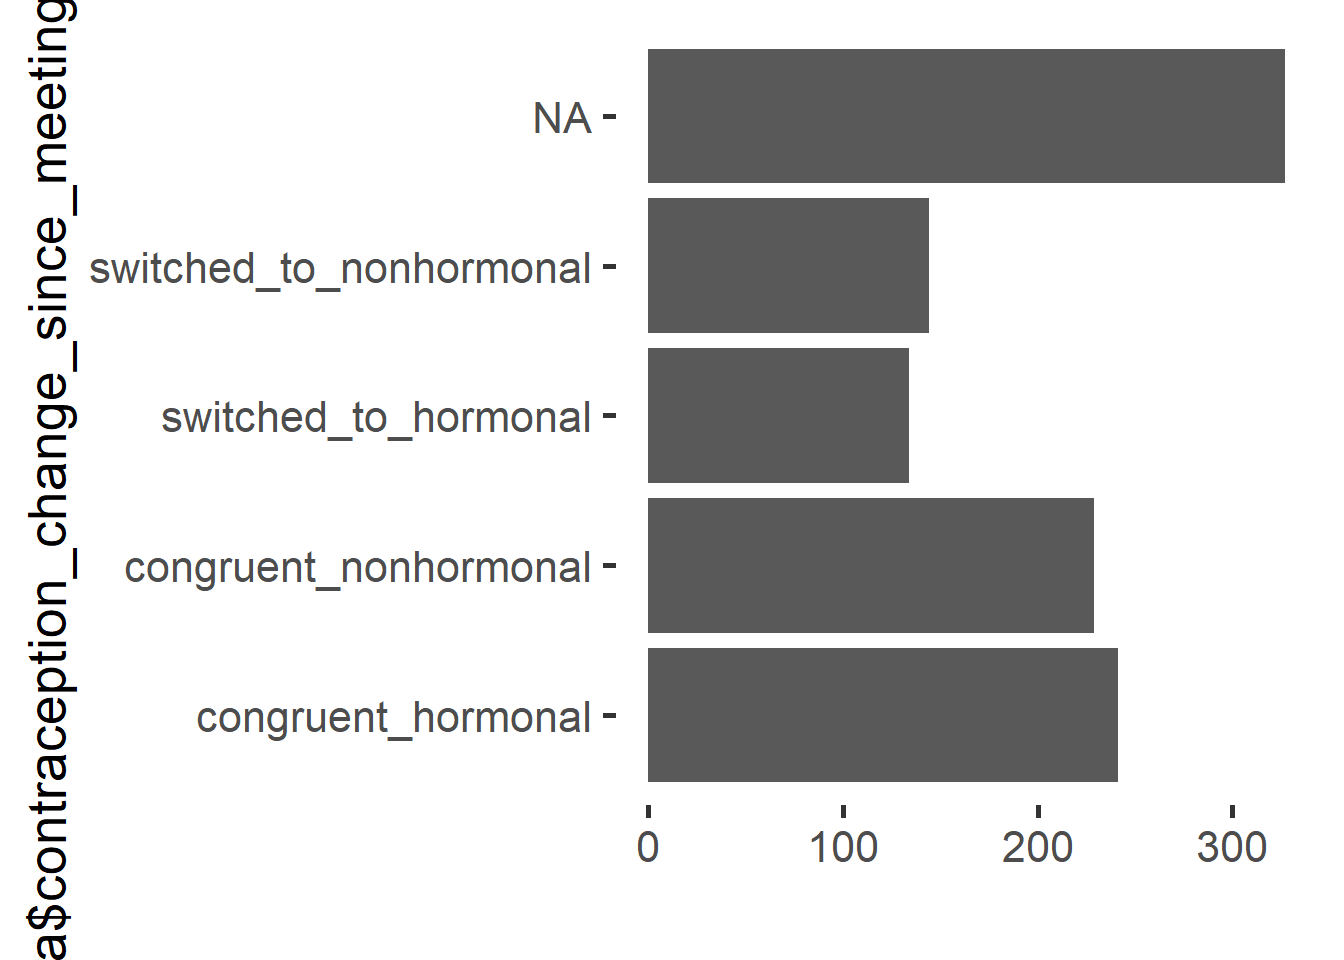 a$contraception_change_since_meeting
NA
switched_to_nonhormonal
switched_to_hormonal
congruent_nonhormonal
congruent_hormonal
0 100 200 300